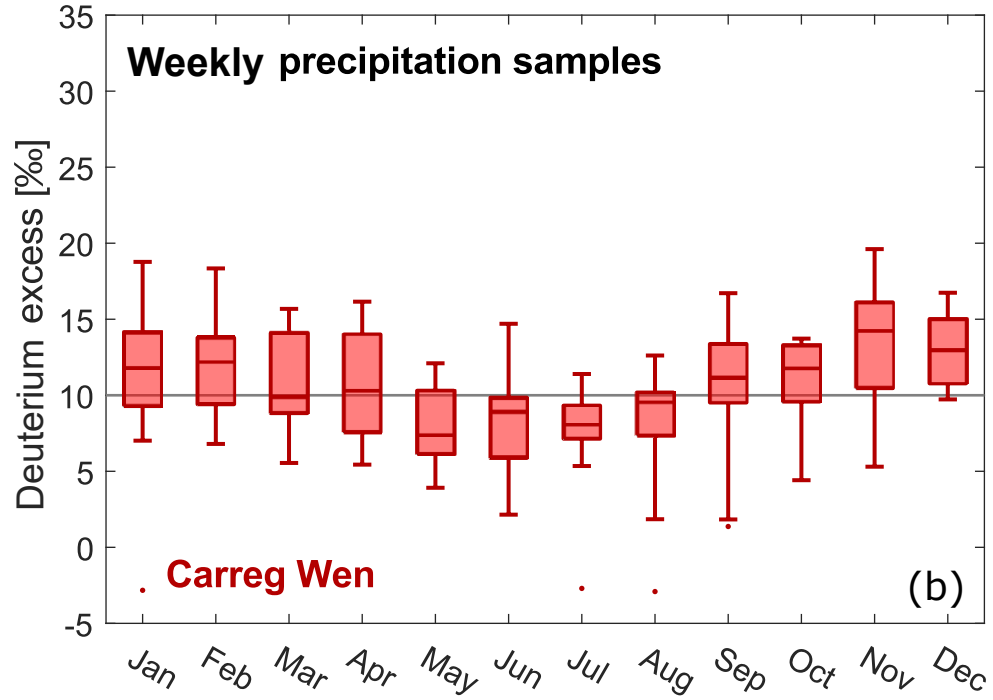 Weekly precipitation samples
Deuterium excess [‰]
35
30
25
20
15
10
5
0
-5
Carreg Wen
(b)
Jan Feb Mar Apr May Jun Jul Aug Sep Oct Nov Dec